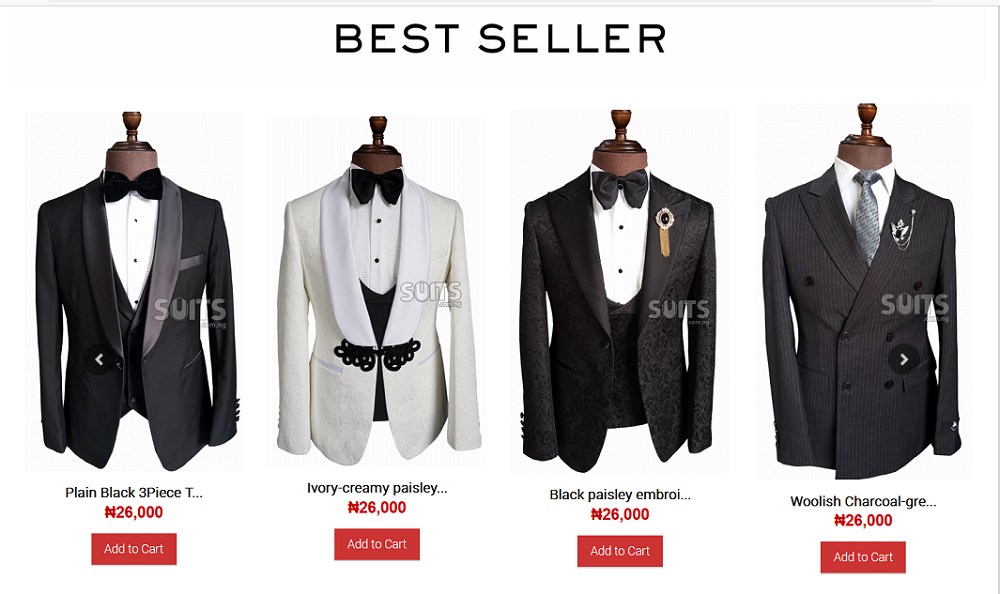 BEST SELLER
SUITS
.com.ng
SUITS
.com.ng
SUITS
.com.ng
SUITS
.com.ng
Plain Black 3Piece T...
₦26,000
Add to Cart
Ivory-creamy paisley...
₦26,000
Add to Cart
Black paisley embroi...
₦26,000
Add to Cart
Woolish Charcoal-gre...
₦26,000
Add to Cart